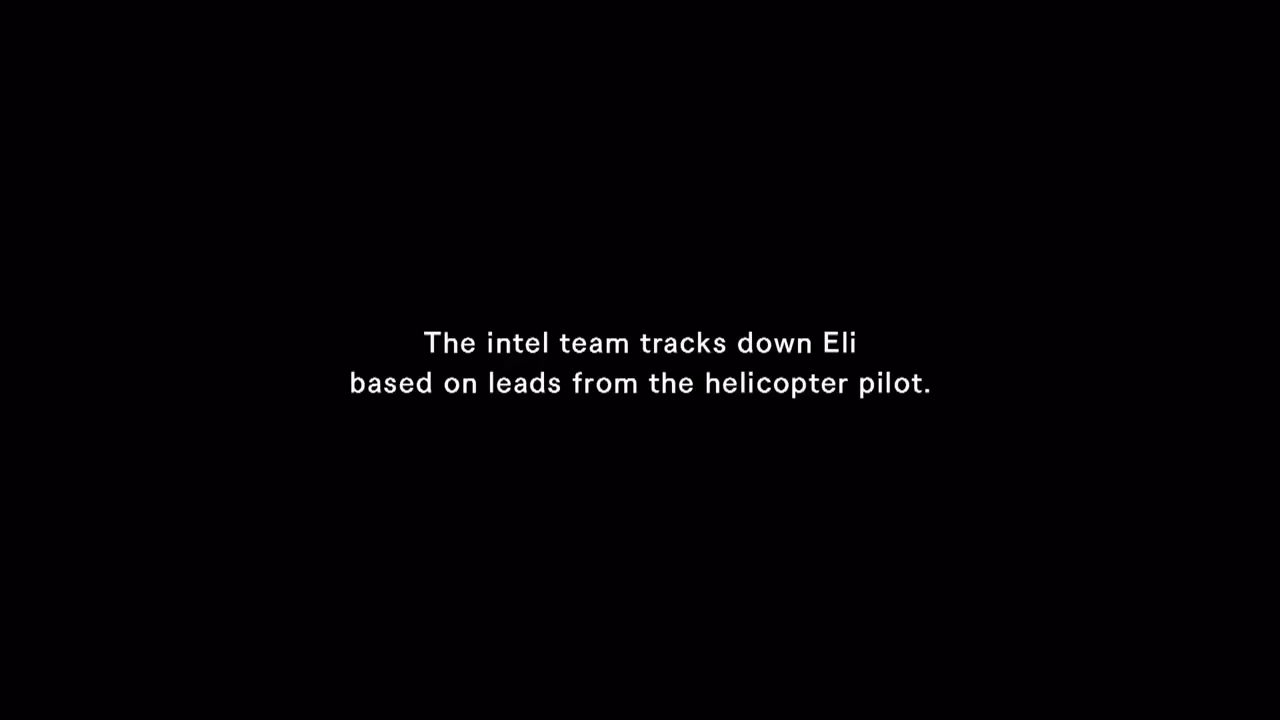 The intel team tracks down Eli
based on leads from the helicopter pilot.